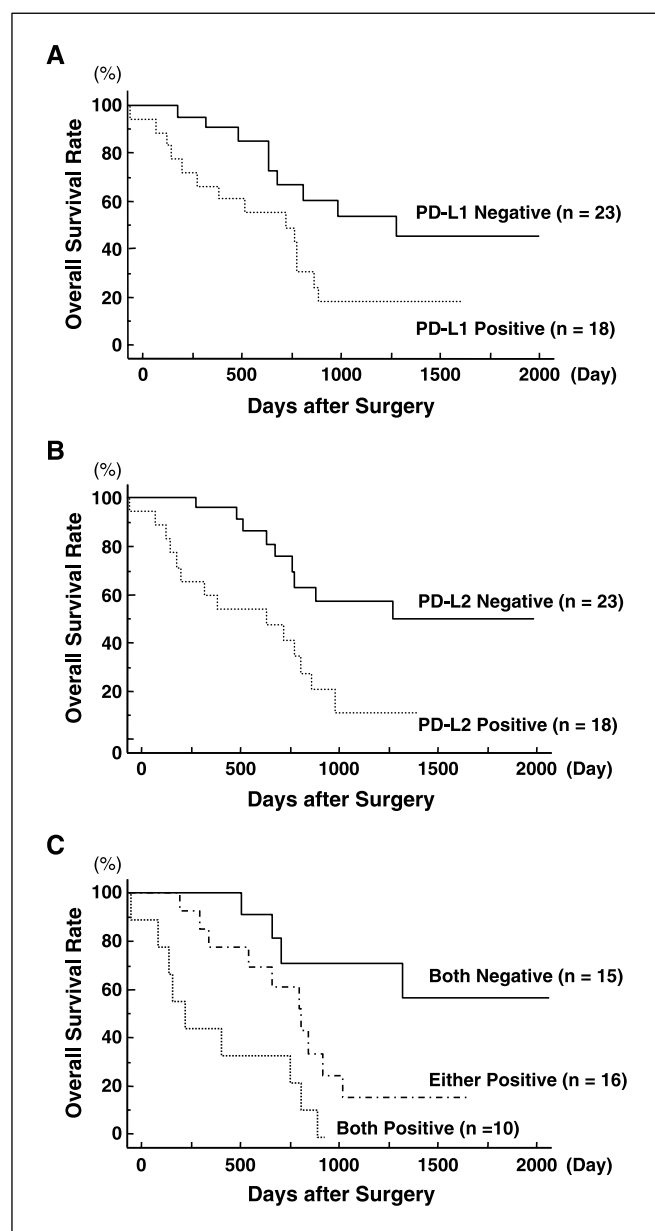 A
(%)
Overall Survival Rate
100
80
60
40
20
0
PD-L1 Negative (n = 23)
PD-L1 Positive (n = 18)
0 500 1000 1500 2000 (Day)
Days after Surgery
B
(%)
Overall Survival Rate
100
80
60
40
20
0
PD-L2 Negative (n = 23)
PD-L2 Positive (n = 18)
0 500 1000 1500 2000 (Day)
Days after Surgery
C
(%)
Overall Survival Rate
100
80
60
40
20
0
Both Negative (n = 15)
Either Positive (n = 16)
Both Positive (n =10)
0 500 1000 1500 2000 (Day)
Days after Surgery